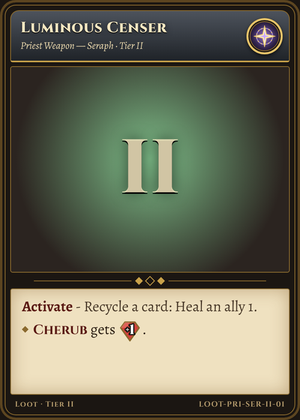 Luminous Censer
Priest Weapon — Seraph · Tier II
II
Activate - Recycle a card: Heal an ally 1.
Cherub gets 1 .
Loot · Tier II
LOOT-PRI-SER-II-01